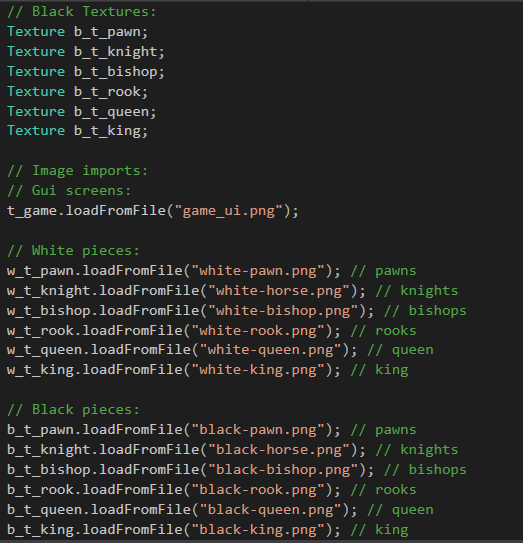 // Black Textures:
Texture b_t_pawn;
Texture b_t_knight;
Texture b_t_bishop;
Texture b_t_rook;
Texture b_t_queen;
Texture b_t_king;
// Image imports:
// Gui screens:
t_game.loadFromFile("game_ui.png");
// White pieces:
w_t_pawn.loadFromFile("white-pawn.png"); // pawns
w_t_knight.loadFromFile("white-horse.png"); // knights
w_t_bishop.loadFromFile("white-bishop.png"); // bishops
w_t_rook.loadFromFile("white-rook.png"); // rooks
w_t_queen.loadFromFile("white-queen.png"); // queen
w_t_king.loadFromFile("white-king.png"); // king
// Black pieces:
b_t_pawn.loadFromFile("black-pawn.png"); // pawns
b_t_knight.loadFromFile("black-horse.png"); // knights
b_t_bishop.loadFromFile("black-bishop.png"); // bishops
b_t_rook.loadFromFile("black-rook.png"); // rooks
b_t_queen.loadFromFile("black-queen.png"); // queen
b_t_king.loadFromFile("black-king.png"); // king